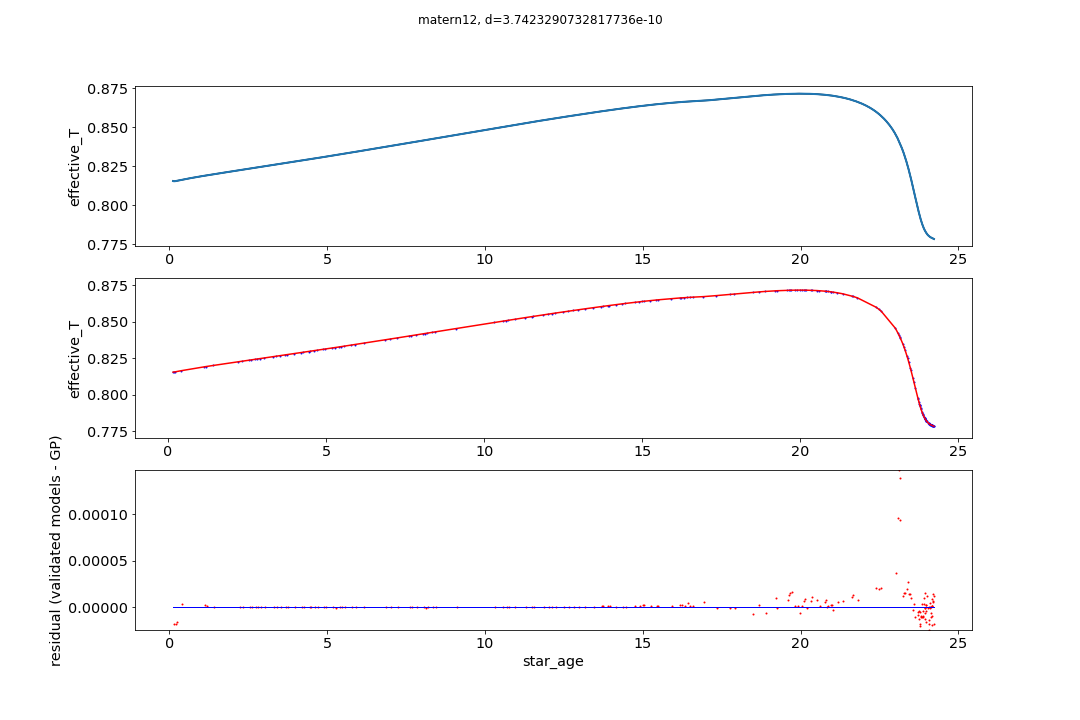 matern12, d=3.7423290732817736e-10
effective_T
0.875
0.850
0.825
0.800
0.775
0 5 10 15 20 25
effective_T
0.875
0.850
0.825
0.800
0.775
0 5 10 15 20 25
residual (validated models - GP)
0.00010
0.00005
0.00000
0 5 10 15 20 25
star_age